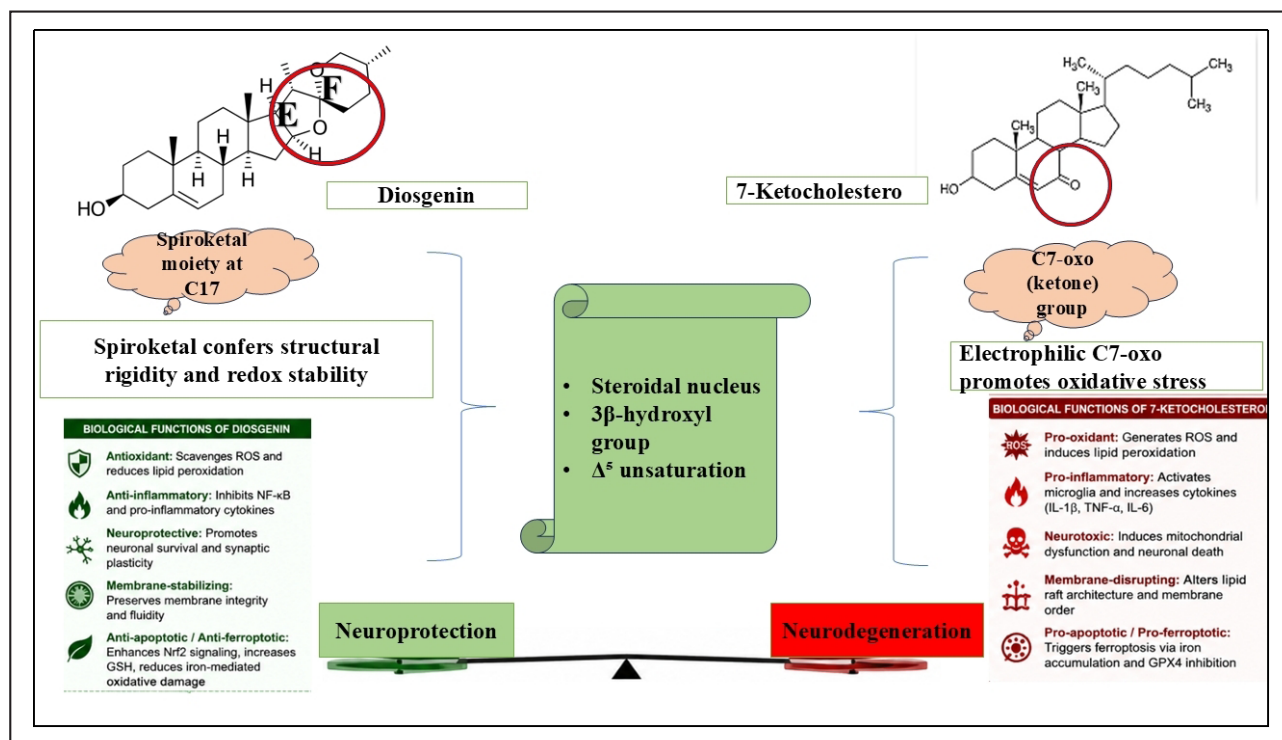 O
F
H
E
O
H
H
H
H
HO
Diosgenin
H₃C
CH₃
CH₃
CH₃
CH₃
HO
O
7-Ketocholestero
Spiroketal
moiety at
C17
C7-oxo
(ketone)
group
Spiroketal confers structural
rigidity and redox stability
Electrophilic C7-oxo
promotes oxidative stress
• Steroidal nucleus
• 3β-hydroxyl
group
• Δ⁵ unsaturation
BIOLOGICAL FUNCTIONS OF DIOSGENIN
Antioxidant: Scavenges ROS and
reduces lipid peroxidation
Anti-inflammatory: Inhibits NF-κB
and pro-inflammatory cytokines
Neuroprotective: Promotes
neuronal survival and synaptic
plasticity
Membrane-stabilizing:
Preserves membrane integrity
and fluidity
Anti-apoptotic / Anti-ferroptotic:
Enhances Nrf2 signaling, increases
GSH, reduces iron-mediated
oxidative damage
BIOLOGICAL FUNCTIONS OF 7-KETOCHOLESTEROL
ROS
Pro-oxidant: Generates ROS and
induces lipid peroxidation
Pro-inflammatory: Activates
microglia and increases cytokines
(IL-1β, TNF-α, IL-6)
Neurotoxic: Induces mitochondrial
dysfunction and neuronal death
Membrane-disrupting: Alters lipid
raft architecture and membrane
order
Pro-apoptotic / Pro-ferroptotic:
Triggers ferroptosis via iron
accumulation and GPX4 inhibition
Neuroprotection
Neurodegeneration